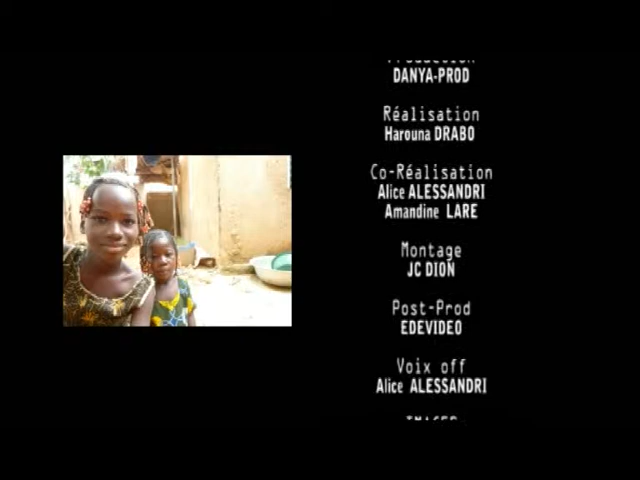 DANYA-PROD
Réalisation
Harouna DRABO
Co-Réalisation
Alice ALESSANDRI
Amandine LARE
Montage
JC DION
Post-Prod
EDEVIDEO
Voix off
Alice ALESSANDRI